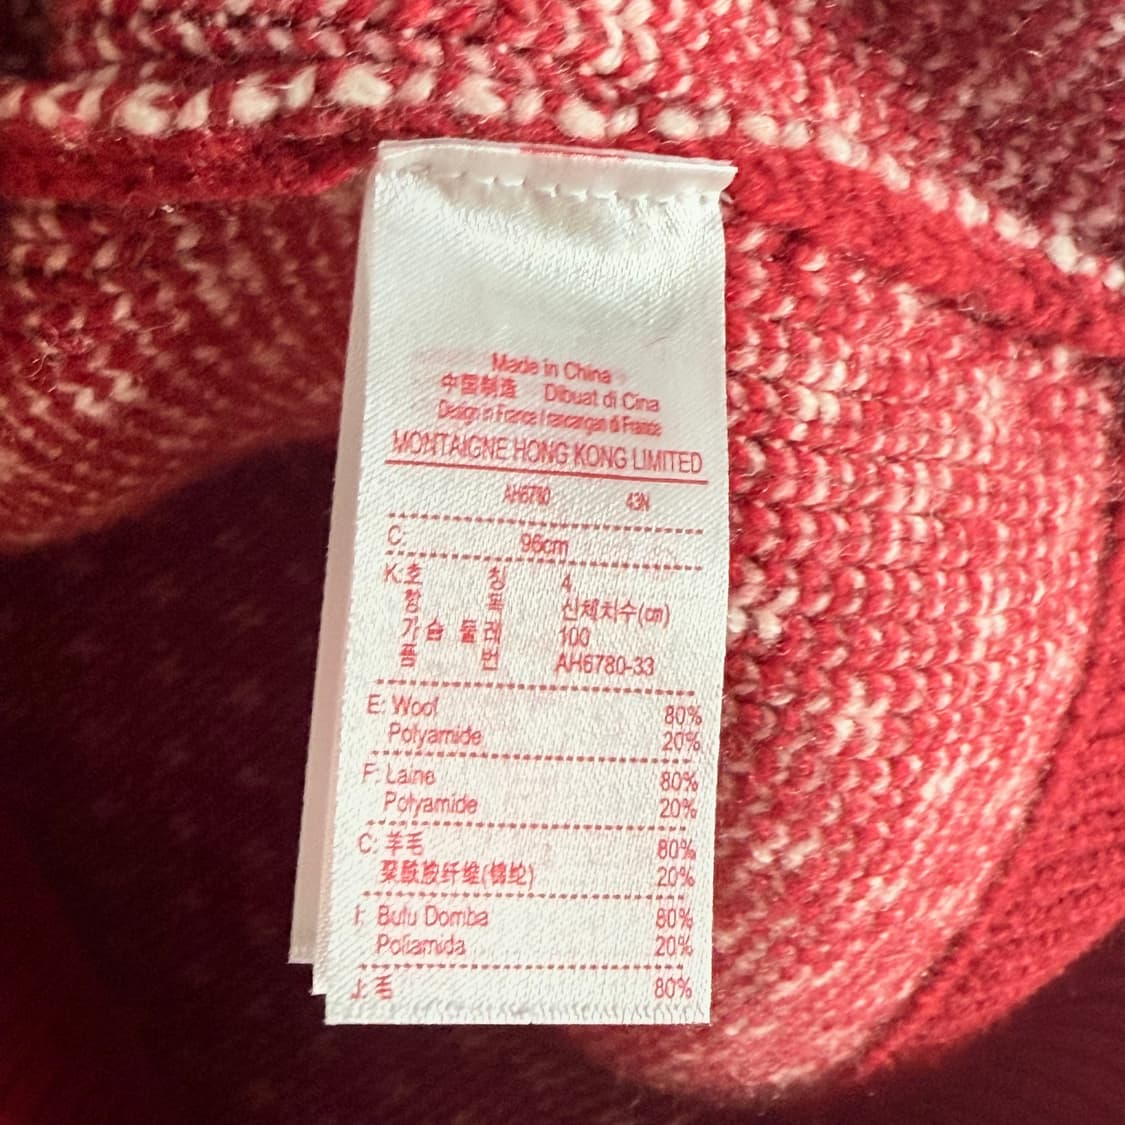 Made in China
中国制造 Dibuat di Cina
Design in France / rancangan di Francis
MONTAIGNE HONG KONG LIMITED
AH6780 43N
C: 96cm
K: 호 칭 4
항 목 신체치수(㎝)
가 슴 둘 레 100
품 번 AH6780-33
E: Wool 80%
Polyamide 20%
F: Laine 80%
Polyamide 20%
C: 羊毛 80%
聚酰胺纤维(锦纶) 20%
I: Bulu Domba 80%
Poliamida 20%
J: 毛 80%